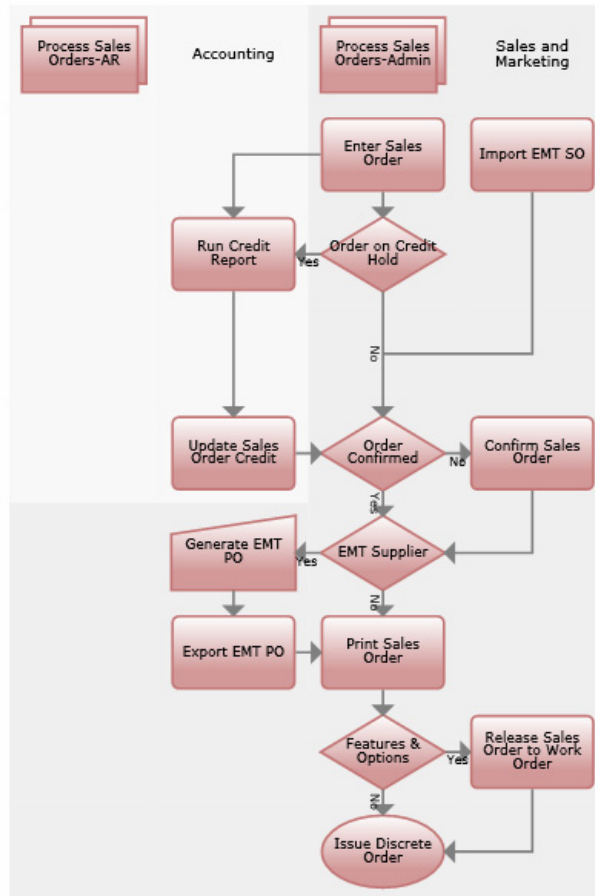 Process Sales
Orders-AR
Accounting
Process Sales
Orders-Admin
Sales and
Marketing
Enter Sales
Order
Import EMT SO
Run Credit
Report
Yes
Order on Credit
Hold
No
Update Sales
Order Credit
Order
Confirmed
No
Confirm Sales
Order
Yes
Generate EMT
PO
Yes
EMT Supplier
No
Export EMT PO
Print Sales
Order
Features &
Options
Yes
Release Sales
Order to Work
Order
No
Issue Discrete
Order